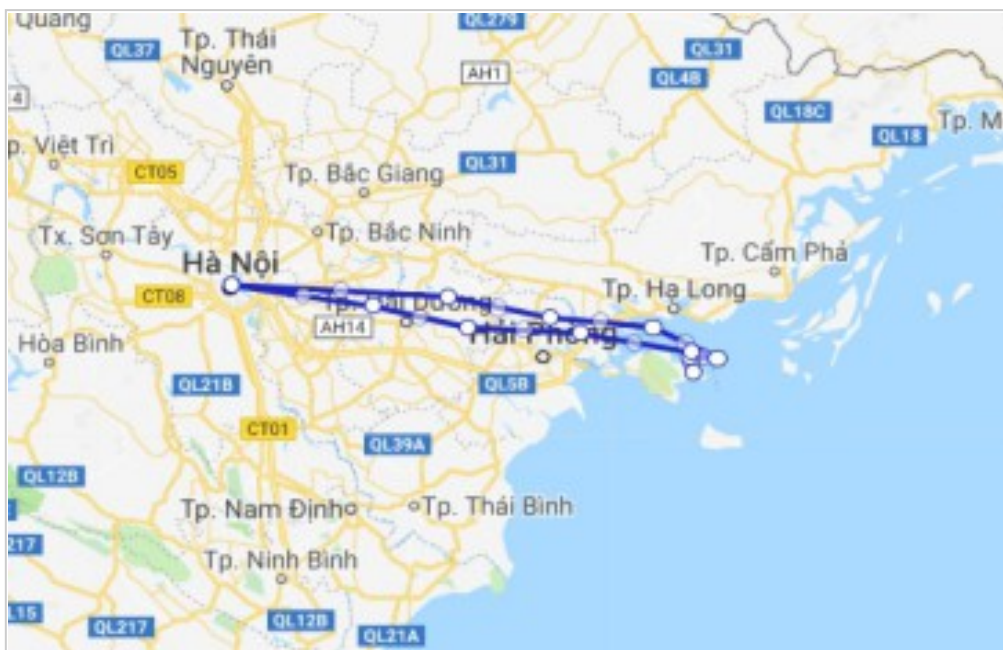 Quang
Tp. Thái
Nguyên
QL37
QL279
AH1
QL31
QL4B
QL18C
QL18
Tp. M
4
p. Việt Trì
CT05
Tp. Bắc Giang
QL31
Tx. Sơn Tây
Tp. Bắc Ninh
Hà Nội
Tp. Cẩm Phả
CT08
Tp. Hạ Long
AH14
Hải Phòng
Hòa Bình
QL21B
QL5B
CT01
QL39A
QL12B
Tp. Nam Định
Tp. Thái Bình
217
Tp. Ninh Bình
L15
QL217
QL12B
QL21A